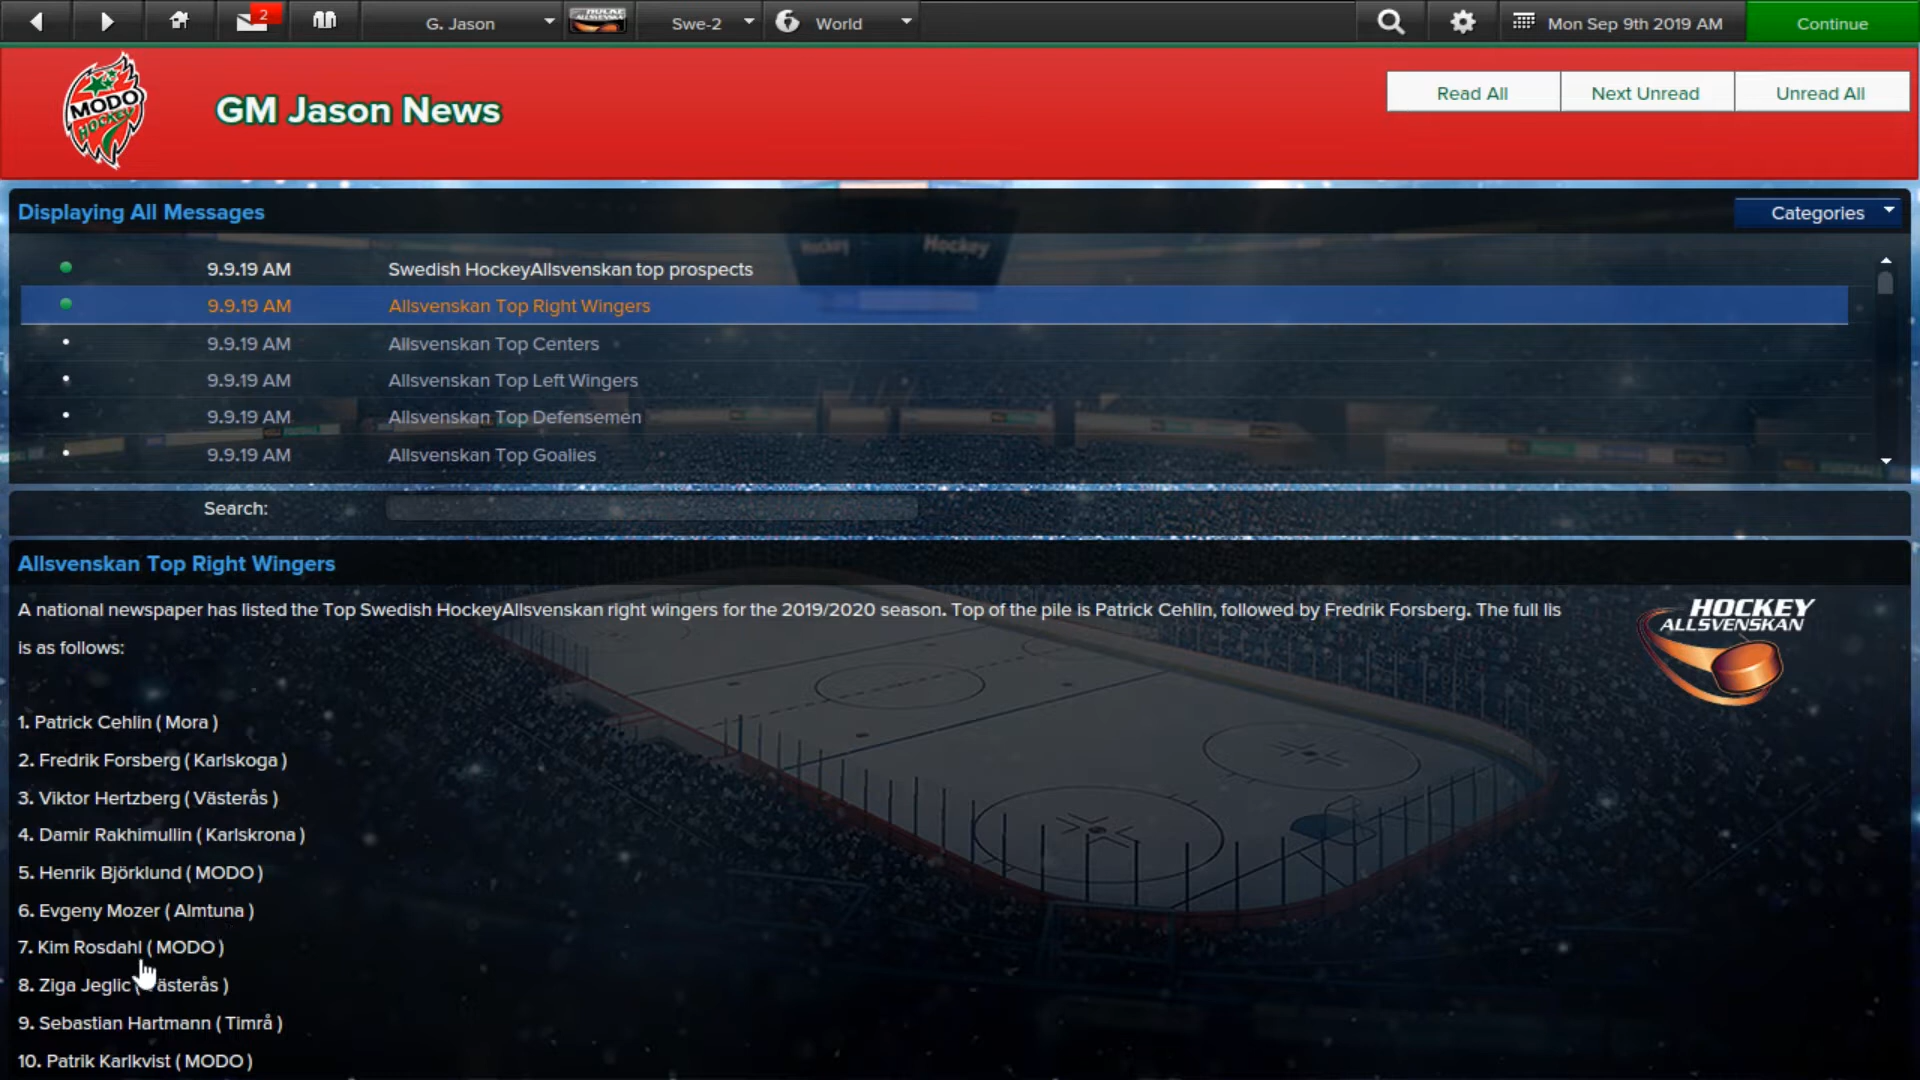 2
G. Jason
Swe-2
World
Mon Sep 9th 2019 AM
Continue
MODO
HOCKEY
GM Jason News
Read All
Next Unread
Unread All
Displaying All Messages
Categories
Hockey
9.9.19 AM Swedish HockeyAllsvenskan top prospects
9.9.19 AM Allsvenskan Top Right Wingers
9.9.19 AM Allsvenskan Top Centers
9.9.19 AM Allsvenskan Top Left Wingers
9.9.19 AM Allsvenskan Top Defensemen
9.9.19 AM Allsvenskan Top Goalies
Search:
Allsvenskan Top Right Wingers
A national newspaper has listed the Top Swedish HockeyAllsvenskan right wingers for the 2019/2020 season. Top of the pile is Patrick Cehlin, followed by Fredrik Forsberg. The full lis
is as follows:
HOCKEY
ALLSVENSKAN
1. Patrick Cehlin ( Mora )
2. Fredrik Forsberg ( Karlskoga )
3. Viktor Hertzberg ( Västerås )
4. Damir Rakhimullin ( Karlskrona )
5. Henrik Björklund ( MODO )
6. Evgeny Mozer ( Almtuna )
7. Kim Rosdahl ( MODO )
8. Ziga Jeglic ( Västerås )
9. Sebastian Hartmann ( Timrå )
10. Patrik Karlkvist ( MODO )